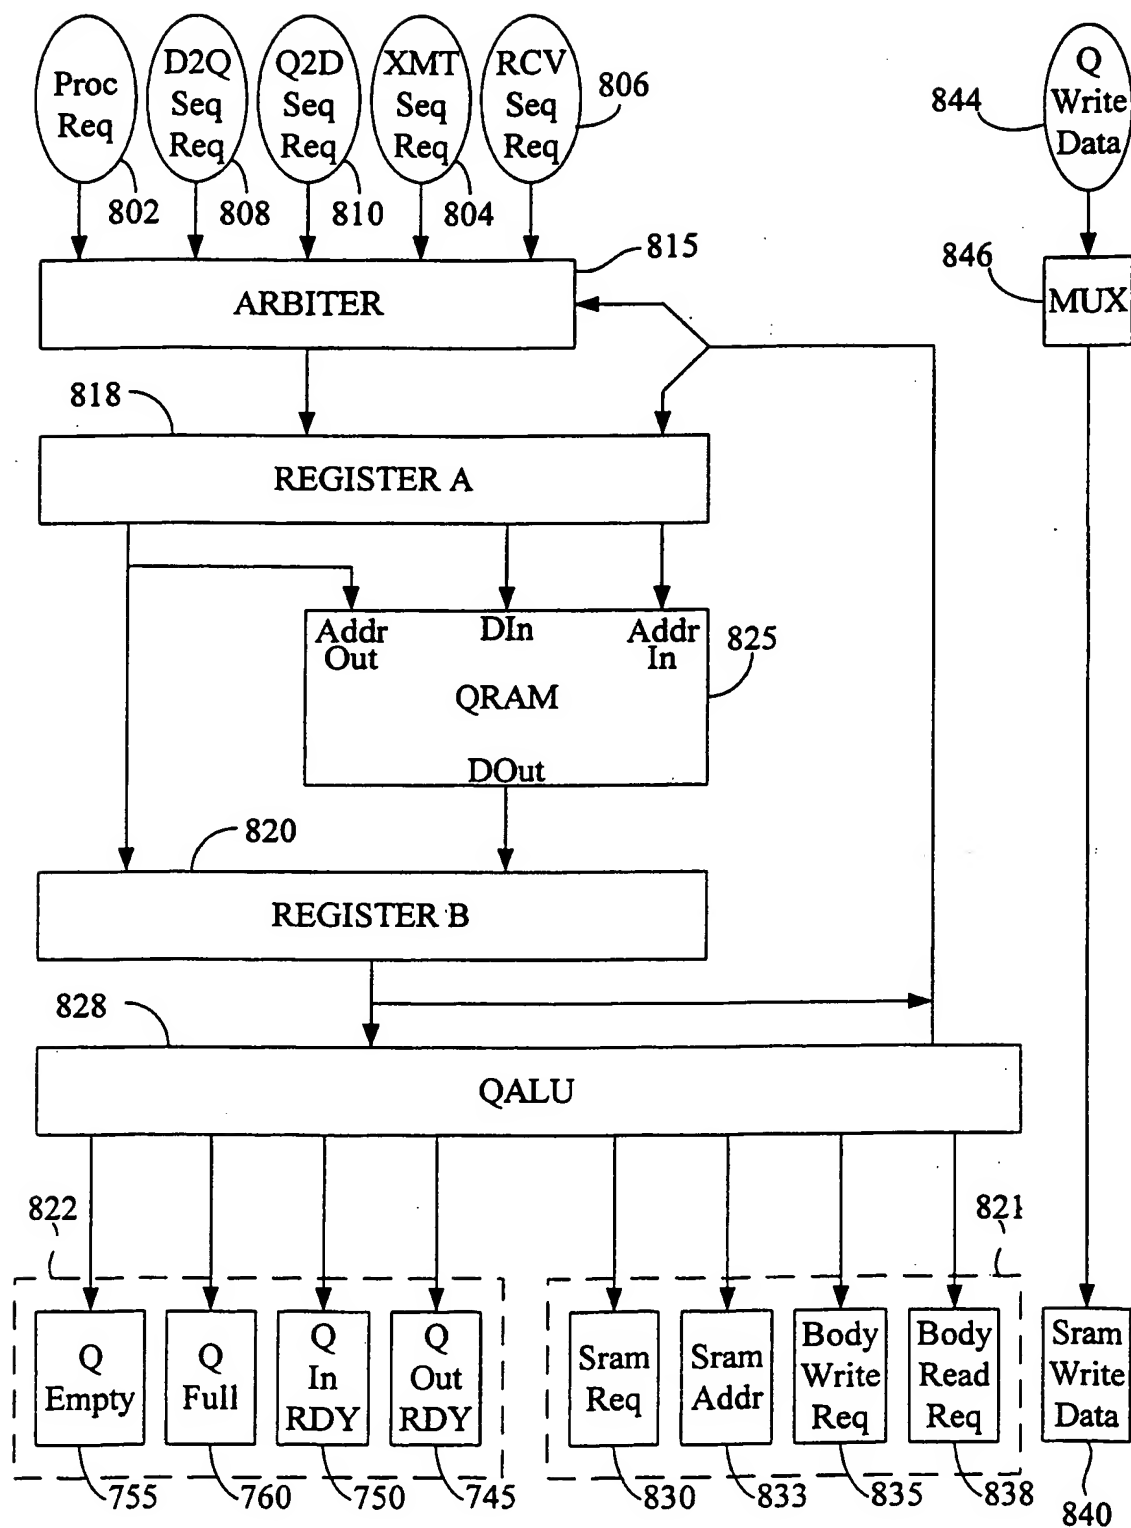 Proc
Req
D2Q
Seq
Req
Q2D
Seq
Req
XMT
Seq
Req
RCV
Seq
Req
806
844
Q
Write
Data
802
808
810
804
815
846
ARBITER
MUX
818
REGISTER A
Addr
Out
DIn
Addr
In
825
QRAM
DOut
820
REGISTER B
828
QALU
822
821
Q
Empty
Q
Full
Q
In
RDY
Q
Out
RDY
Sram
Req
Sram
Addr
Body
Write
Req
Body
Read
Req
Sram
Write
Data
755
760
750
745
830
833
835
838
840